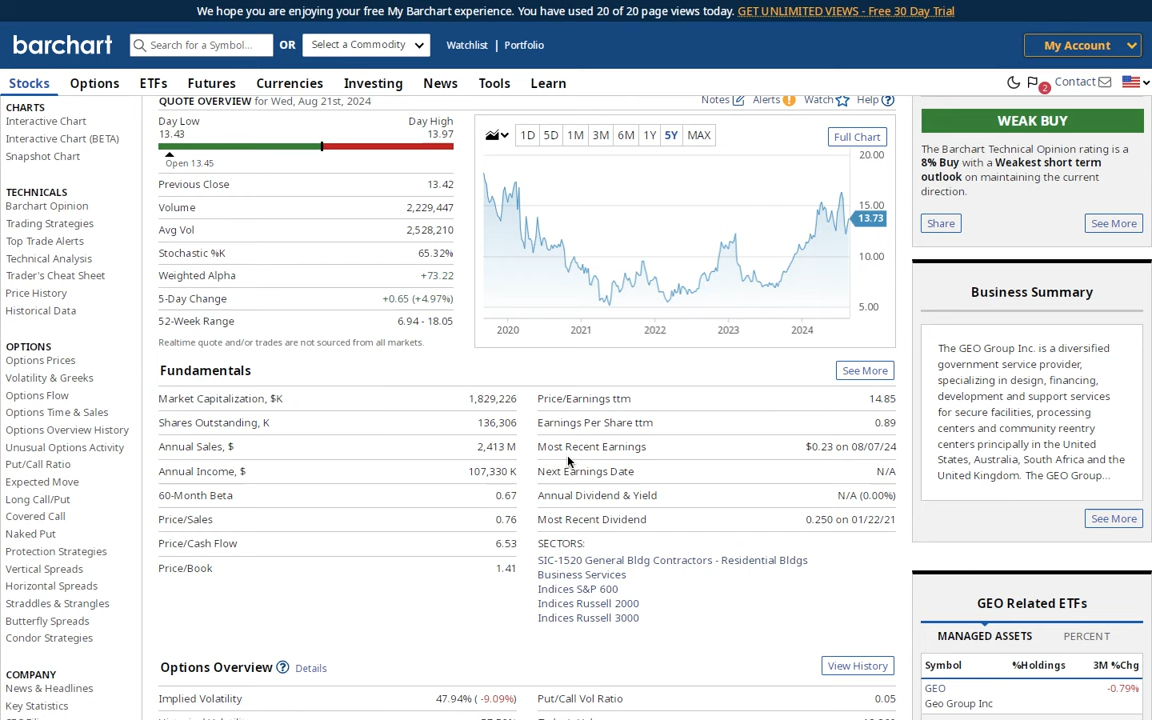 We hope you are enjoying your free My Barchart experience. You have used 20 of 20 page views today. GET UNLIMITED VIEWS - Free 30 Day Trial
barchart
Search for a Symbol...
OR
Select a Commodity
Watchlist | Portfolio
My Account
Stocks Options ETFs Futures Currencies Investing News Tools Learn
2
Contact
CHARTS
Interactive Chart
Interactive Chart (BETA)
Snapshot Chart
TECHNICALS
Barchart Opinion
Trading Strategies
Top Trade Alerts
Technical Analysis
Trader's Cheat Sheet
Price History
Historical Data
OPTIONS
Options Prices
Volatility & Greeks
Options Flow
Options Time & Sales
Options Overview History
Unusual Options Activity
Put/Call Ratio
Expected Move
Long Call/Put
Covered Call
Naked Put
Protection Strategies
Vertical Spreads
Horizontal Spreads
Straddles & Strangles
Butterfly Spreads
Condor Strategies
COMPANY
News & Headlines
Key Statistics
QUOTE OVERVIEW for Wed, Aug 21st, 2024
Notes Alerts Watch Help
Day Low Day High
13.43 13.97
Open 13.45
Previous Close 13.42
Volume 2,229,447
Avg Vol 2,528,210
Stochastic %K 65.32%
Weighted Alpha +73.22
5-Day Change +0.65 (+4.97%)
52-Week Range 6.94 - 18.05
Realtime quote and/or trades are not sourced from all markets.
1D 5D 1M 3M 6M 1Y 5Y MAX
Full Chart
20.00
15.00
13.73
10.00
5.00
2020 2021 2022 2023 2024
Fundamentals
See More
Market Capitalization, $K 1,829,226
Shares Outstanding, K 136,306
Annual Sales, $ 2,413 M
Annual Income, $ 107,330 K
60-Month Beta 0.67
Price/Sales 0.76
Price/Cash Flow 6.53
Price/Book 1.41
Price/Earnings ttm 14.85
Earnings Per Share ttm 0.89
Most Recent Earnings $0.23 on 08/07/24
Next Earnings Date N/A
Annual Dividend & Yield N/A (0.00%)
Most Recent Dividend 0.250 on 01/22/21
SECTORS:
SIC-1520 General Bldg Contractors - Residential Bldgs
Business Services
Indices S&P 600
Indices Russell 2000
Indices Russell 3000
Options Overview Details
View History
Implied Volatility 47.94% ( -9.09%)
Put/Call Vol Ratio 0.05
WEAK BUY
The Barchart Technical Opinion rating is a
8% Buy with a Weakest short term
outlook on maintaining the current
direction.
Share
See More
Business Summary
The GEO Group Inc. is a diversified
government service provider,
specializing in design, financing,
development and support services
for secure facilities, processing
centers and community reentry
centers principally in the United
States, Australia, South Africa and the
United Kingdom. The GEO Group...
See More
GEO Related ETFs
MANAGED ASSETS PERCENT
Symbol %Holdings 3M %Chg
GEO -0.79%
Geo Group Inc